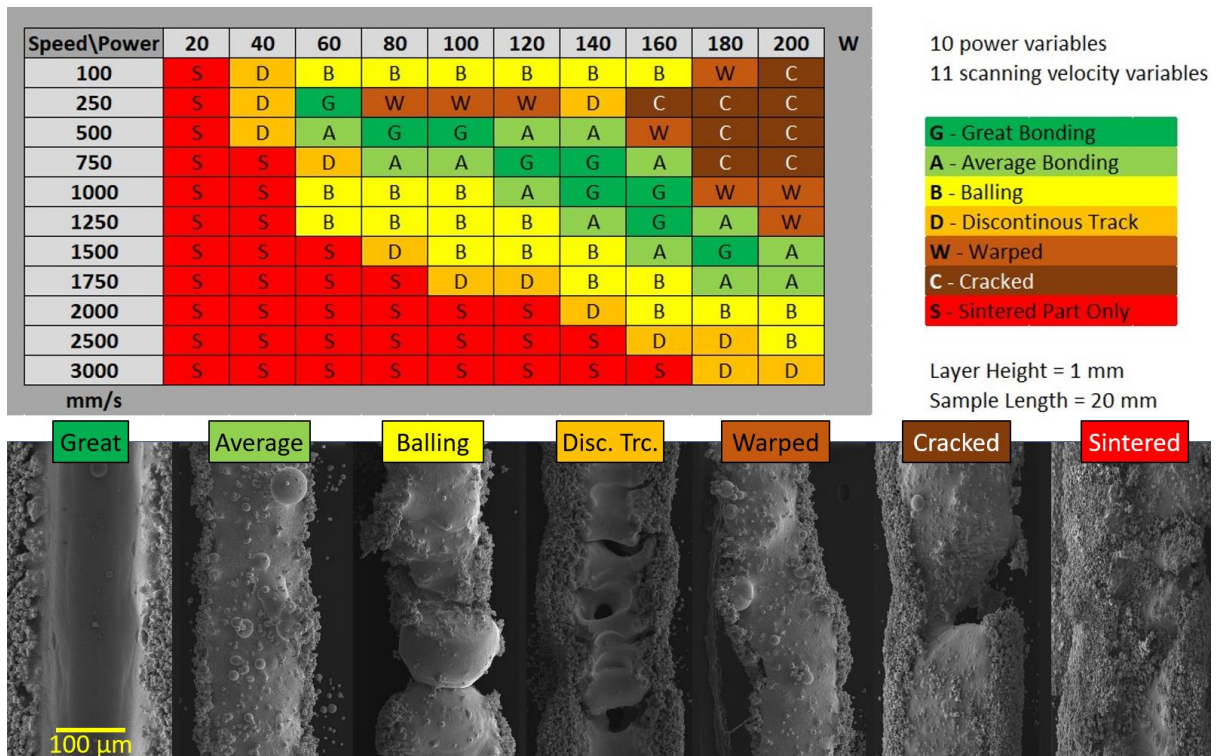 Speed\Power 20 40 60 80 100 120 140 160 180 200 W
100 S D B B B B B B W C
250 S D G W W W D C C C
500 S D A G G A A W C C
750 S S D A A G G A C C
1000 S S B B B A G G W W
1250 S S B B B B A G A W
1500 S S S D B B B A G A
1750 S S S S D D B B A A
2000 S S S S S S D B B B
2500 S S S S S S S D D B
3000 S S S S S S S S D D
mm/s
10 power variables
11 scanning velocity variables
G - Great Bonding
A - Average Bonding
B - Balling
D - Discontinous Track
W - Warped
C - Cracked
S - Sintered Part Only
Layer Height = 1 mm
Sample Length = 20 mm
Great Average Balling Disc. Trc. Warped Cracked Sintered
100 μm